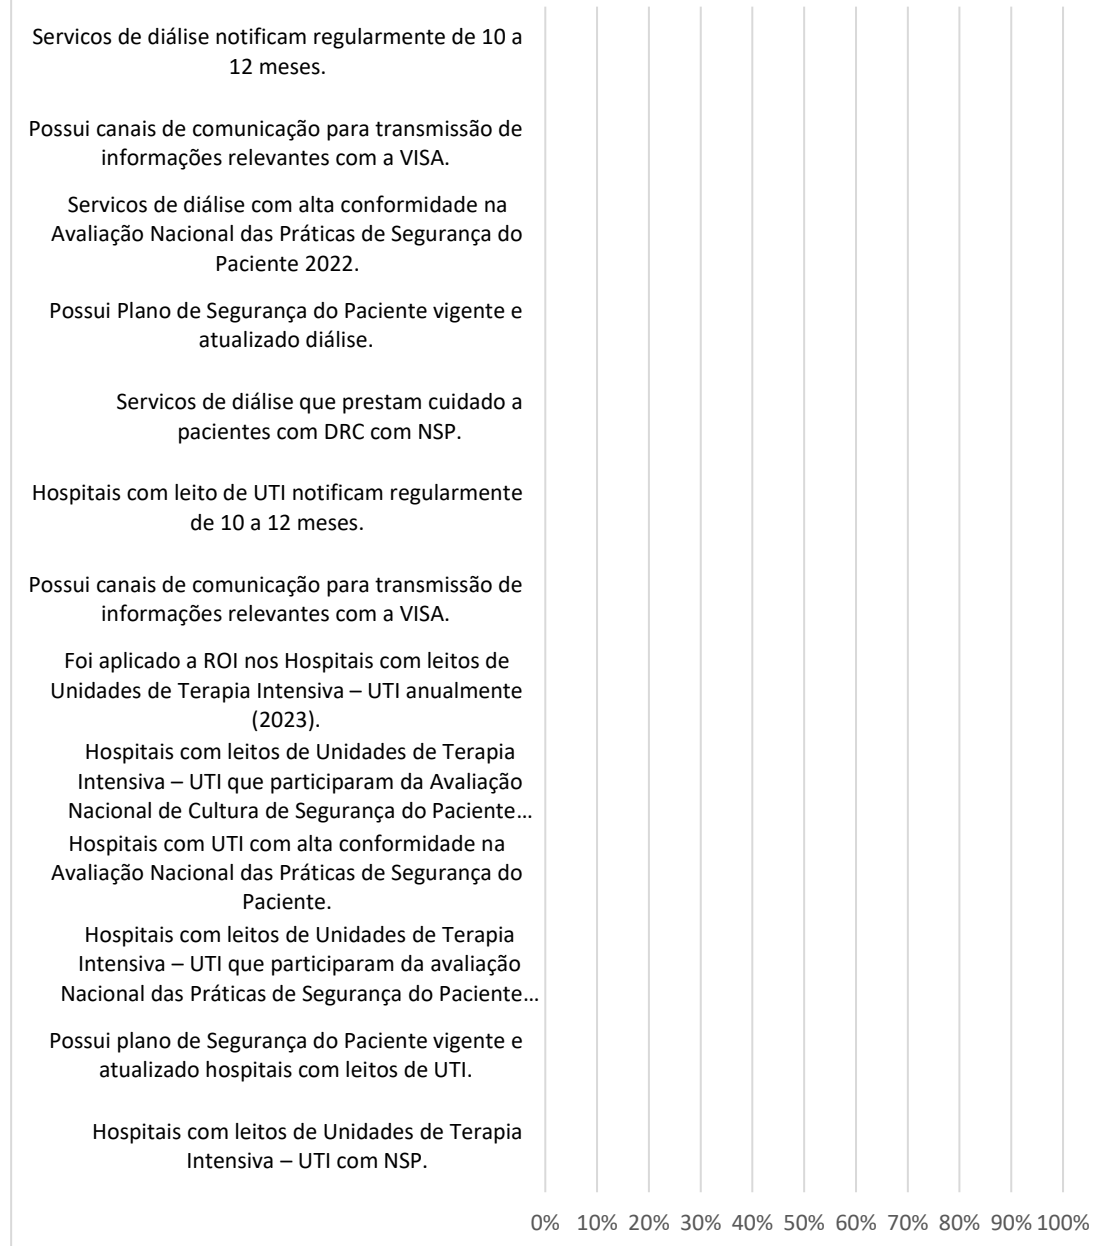 Servicos de diálise notificam regularmente de 10 a
12 meses.
Possui canais de comunicação para transmissão de
informações relevantes com a VISA.
Servicos de diálise com alta conformidade na
Avaliação Nacional das Práticas de Segurança do
Paciente 2022.
Possui Plano de Segurança do Paciente vigente e
atualizado diálise.
Servicos de diálise que prestam cuidado a
pacientes com DRC com NSP.
Hospitais com leito de UTI notificam regularmente
de 10 a 12 meses.
Possui canais de comunicação para transmissão de
informações relevantes com a VISA.
Foi aplicado a ROI nos Hospitais com leitos de
Unidades de Terapia Intensiva – UTI anualmente
(2023).
Hospitais com leitos de Unidades de Terapia
Intensiva – UTI que participaram da Avaliação
Nacional de Cultura de Segurança do Paciente…
Hospitais com UTI com alta conformidade na
Avaliação Nacional das Práticas de Segurança do
Paciente.
Hospitais com leitos de Unidades de Terapia
Intensiva – UTI que participaram da avaliação
Nacional das Práticas de Segurança do Paciente…
Possui plano de Segurança do Paciente vigente e
atualizado hospitais com leitos de UTI.
Hospitais com leitos de Unidades de Terapia
Intensiva – UTI com NSP.
0% 10% 20% 30% 40% 50% 60% 70% 80% 90% 100%